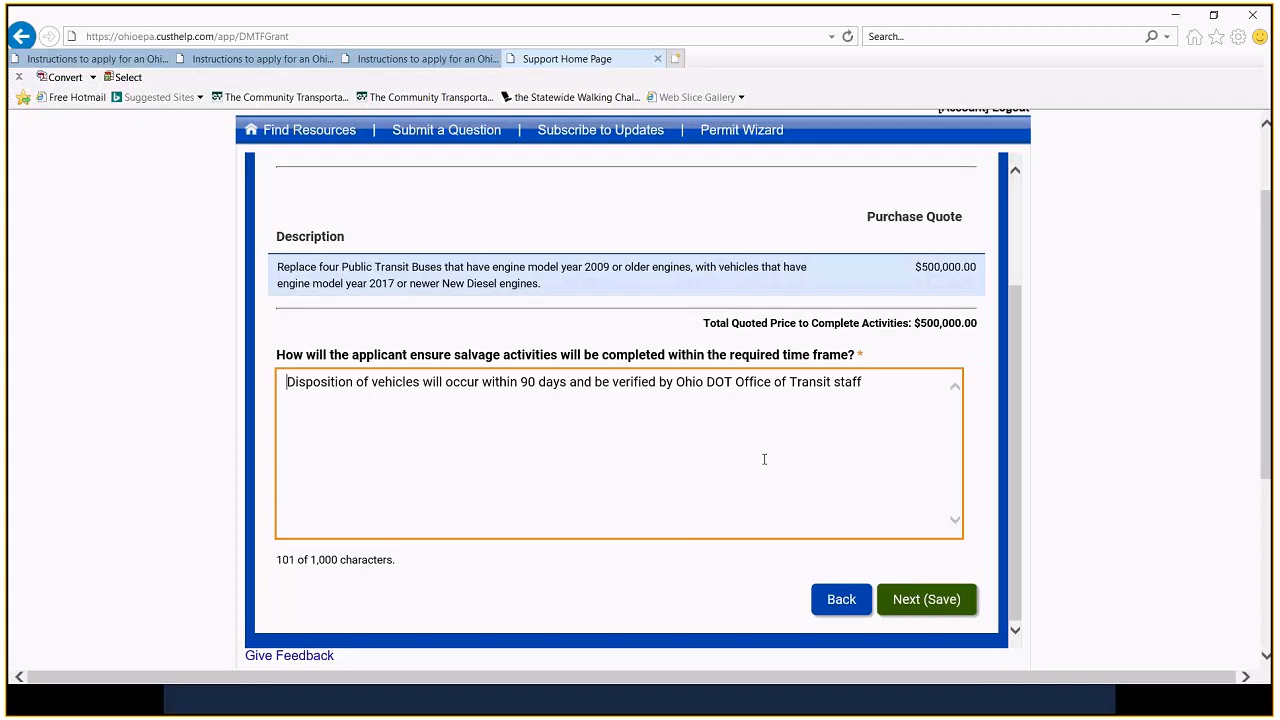 https://ohioepa.custhelp.com/app/DMTFGrant
Search...
Instructions to apply for an Ohi...
Instructions to apply for an Ohi...
Instructions to apply for an Ohi...
Support Home Page
Convert
Select
Free Hotmail
Suggested Sites
The Community Transporta...
The Community Transporta...
the Statewide Walking Chal...
Web Slice Gallery
[Account] Logout
Find Resources | Submit a Question | Subscribe to Updates | Permit Wizard
Purchase Quote
Description
Replace four Public Transit Buses that have engine model year 2009 or older engines, with vehicles that have
$500,000.00
engine model year 2017 or newer New Diesel engines.
Total Quoted Price to Complete Activities: $500,000.00
How will the applicant ensure salvage activities will be completed within the required time frame? *
Disposition of vehicles will occur within 90 days and be verified by Ohio DOT Office of Transit staff
101 of 1,000 characters.
Back
Next (Save)
Give Feedback